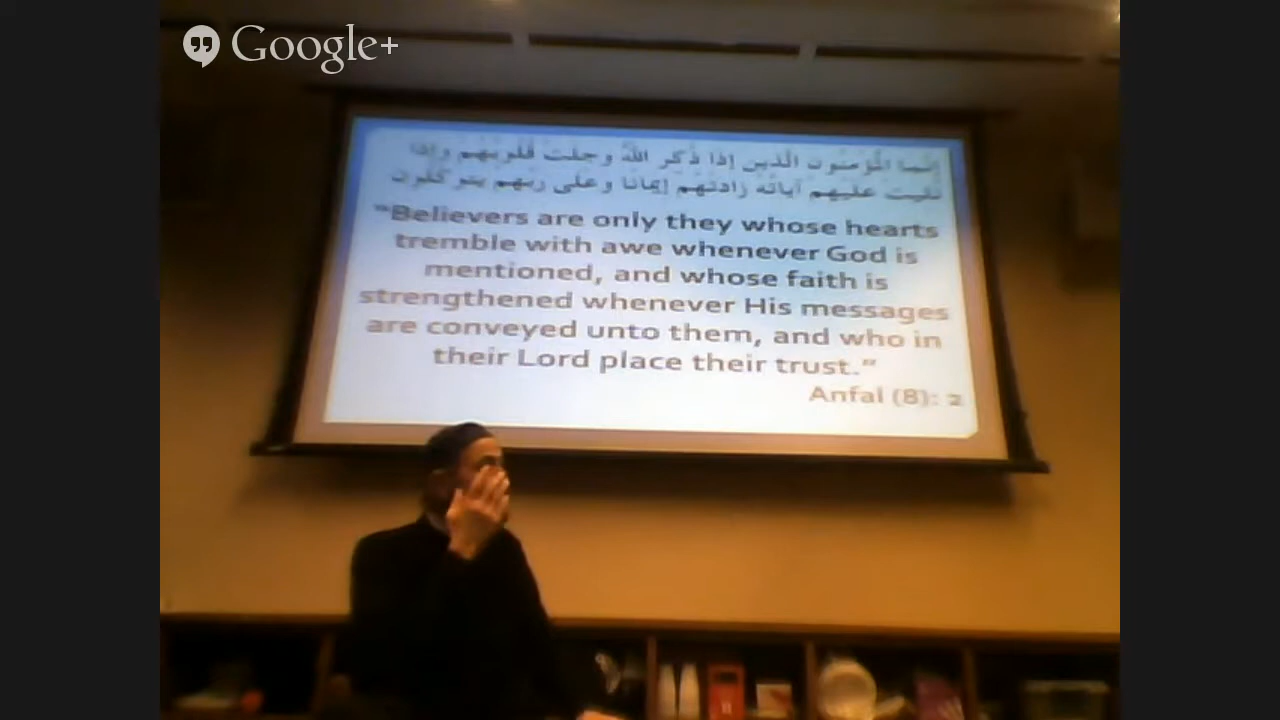 Google+
إنما المؤمنون الذين إذا ذكر الله وجلت قلوبهم وإذا
تليت عليهم آياته زادتهم إيمانا وعلى ربهم يتوكلون
"Believers are only they whose hearts
tremble with awe whenever God is
mentioned, and whose faith is
strengthened whenever His messages
are conveyed unto them, and who in
their Lord place their trust."
Anfal (8): 2